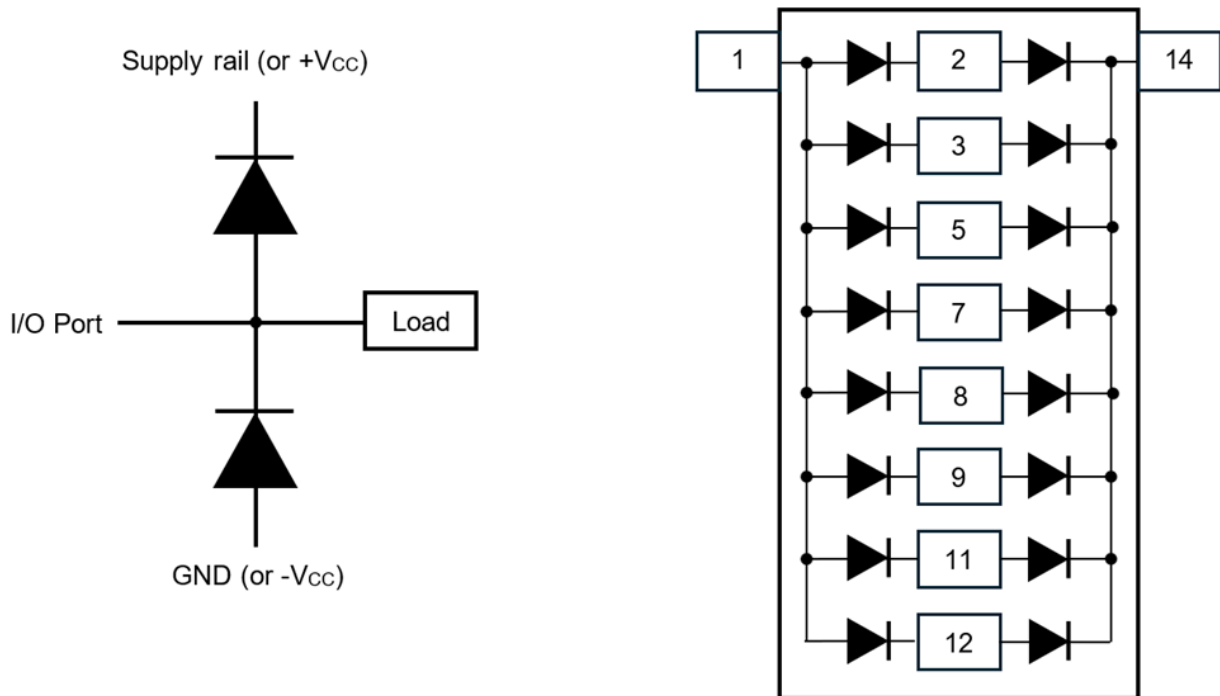 Supply rail (or +VCC)
I/O Port
Load
GND (or -VCC)
1
2
14
3
5
7
8
9
11
12